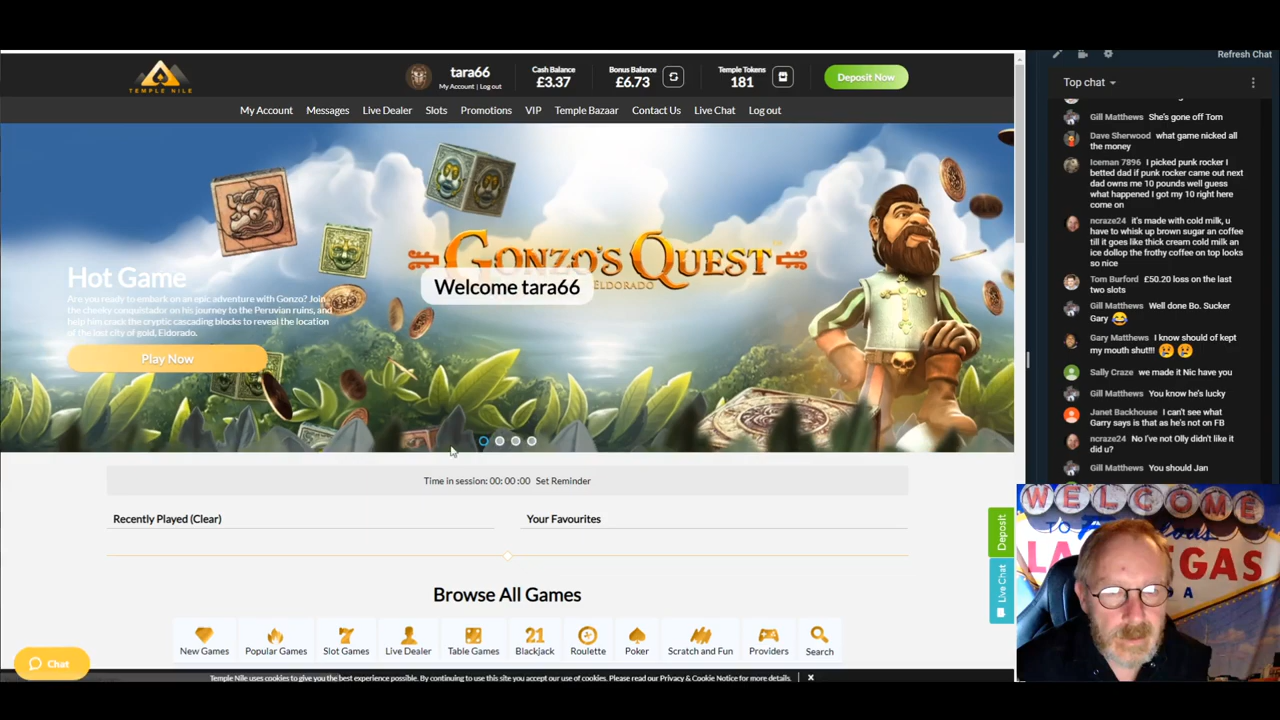 TEMPLE NILE
tara66
My Account | Log out
Cash Balance
£3.37
Bonus Balance
£6.73
Temple Tokens
181
Deposit Now
My Account Messages Live Dealer Slots Promotions VIP Temple Bazaar Contact Us Live Chat Log out
GONZO'S QUEST
ELDORADO
Welcome tara66
Hot Game
Are you ready to embark on an epic adventure with Gonzo? Join
the cheeky conquistador on his journey to the Peruvian ruins, and
help him crack the cryptic cascading blocks to reveal the location
of the lost city of gold, Eldorado.
Play Now
Time in session: 00: 00 :00 Set Reminder
Recently Played (Clear)
Your Favourites
Browse All Games
21
New Games Popular Games Slot Games Live Dealer Table Games Blackjack Roulette Poker Scratch and Fun Providers Search
Deposit
Live Chat
Chat
Temple Nile uses cookies to give you the best experience possible. By continuing to use this site you accept our use of cookies. Please read our Privacy & Cookie Notice for more details. X
Refresh Chat
Top chat
Gill Matthews She's gone off Tom
Dave Sherwood what game nicked all
the money
Iceman 7896 I picked punk rocker I
betted dad if punk rocker came out next
dad owns me 10 pounds well guess
what happened I got my 10 right here
come on
ncraze24 it's made with cold milk, u
have to whisk up brown sugar an coffee
till it goes like thick cream cold milk an
ice dollop the frothy coffee on top looks
so nice
Tom Burford £50.20 loss on the last
two slots
Gill Matthews Well done Bo. Sucker
Gary 😂
Gary Matthews I know should of kept
my mouth shut!!! 😢 😢
Sally Craze we made it Nic have you
Gill Matthews You know he's lucky
Janet Backhouse I can't see what
Garry says is that as he's not on FB
ncraze24 No I've not Olly didn't like it
did u?
Gill Matthews You should Jan
WELCOME
TO Fabulous
LAS VEGAS